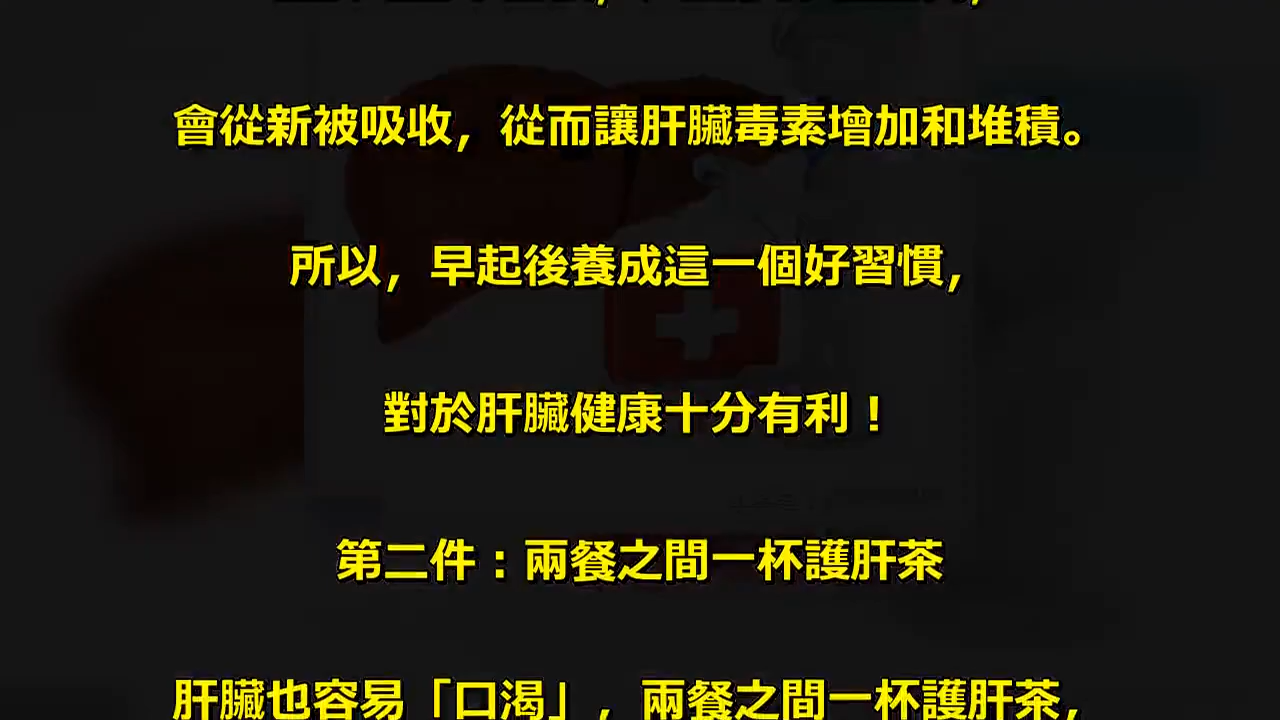 會從新被吸收，從而讓肝臟毒素增加和堆積。
所以，早起後養成這一個好習慣，
對於肝臟健康十分有利！
第二件：兩餐之間一杯護肝茶
肝臟也容易「口渴」，兩餐之間一杯護肝茶，